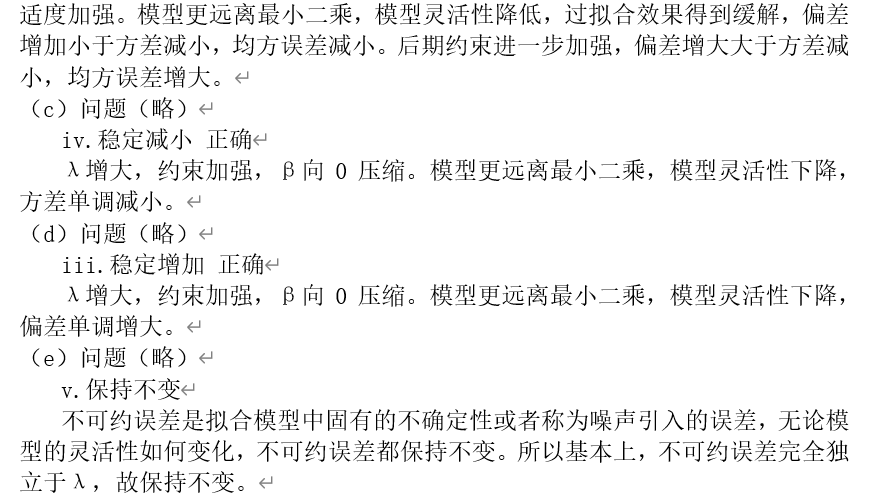 适度加强。模型更远离最小二乘，模型灵活性降低，过拟合效果得到缓解，偏差
增加小于方差减小，均方误差减小。后期约束进一步加强，偏差增大大于方差减
小，均方误差增大。
（c）问题（略）
iv.稳定减小 正确
λ增大，约束加强，β向 0 压缩。模型更远离最小二乘，模型灵活性下降，
方差单调减小。
（d）问题（略）
iii.稳定增加 正确
λ增大，约束加强，β向 0 压缩。模型更远离最小二乘，模型灵活性下降，
偏差单调增大。
（e）问题（略）
v.保持不变
不可约误差是拟合模型中固有的不确定性或者称为噪声引入的误差，无论模
型的灵活性如何变化，不可约误差都保持不变。所以基本上，不可约误差完全独
立于λ，故保持不变。